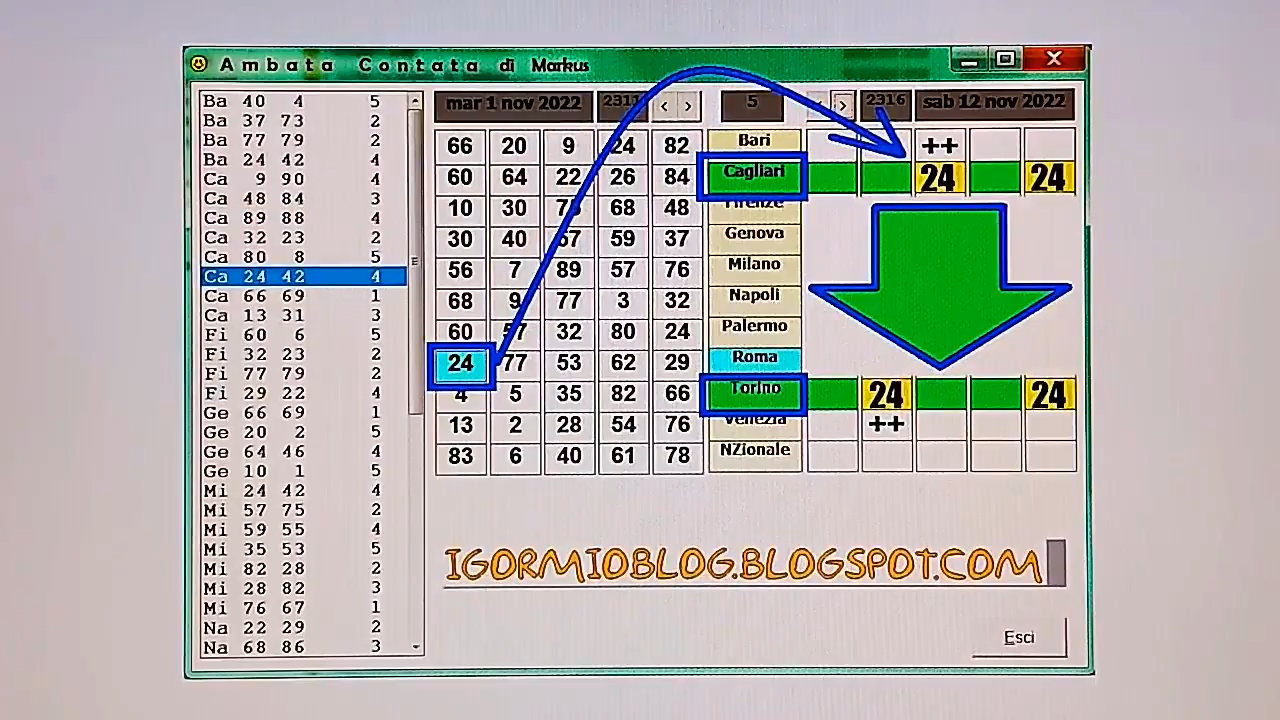 Ambata Contata di Markus
Ba 40 4 5
Ba 37 73 2
Ba 77 79 2
Ba 24 42 4
Ca 9 90 4
Ca 48 84 3
Ca 89 88 4
Ca 32 23 2
Ca 80 8 5
Ca 24 42 4
Ca 66 69 1
Ca 13 31 3
Fi 60 6 5
Fi 32 23 2
Fi 77 79 2
Fi 29 22 4
Ge 66 69 1
Ge 20 2 5
Ge 64 46 4
Ge 10 1 5
Mi 24 42 4
Mi 57 75 2
Mi 59 55 4
Mi 35 53 5
Mi 82 28 2
Mi 28 82 3
Mi 76 67 1
Na 22 29 2
Na 68 86 3
mar 1 nov 2022 2311 < > 5 < > 2316 sab 12 nov 2022
66 20 9 24 82 Bari ++
60 64 22 26 84 Cagliari 24 24
10 30 68 48 Firenze
30 40 57 59 37 Genova
56 7 89 57 76 Milano
68 9 77 3 32 Napoli
60 57 32 80 24 Palermo
24 77 53 62 29 Roma
4 5 35 82 66 Torino 24 24
13 2 28 54 76 Venezia ++
83 6 40 61 78 NZionale
IGORMIOBLOG.BLOGSPOT.COM
Esci